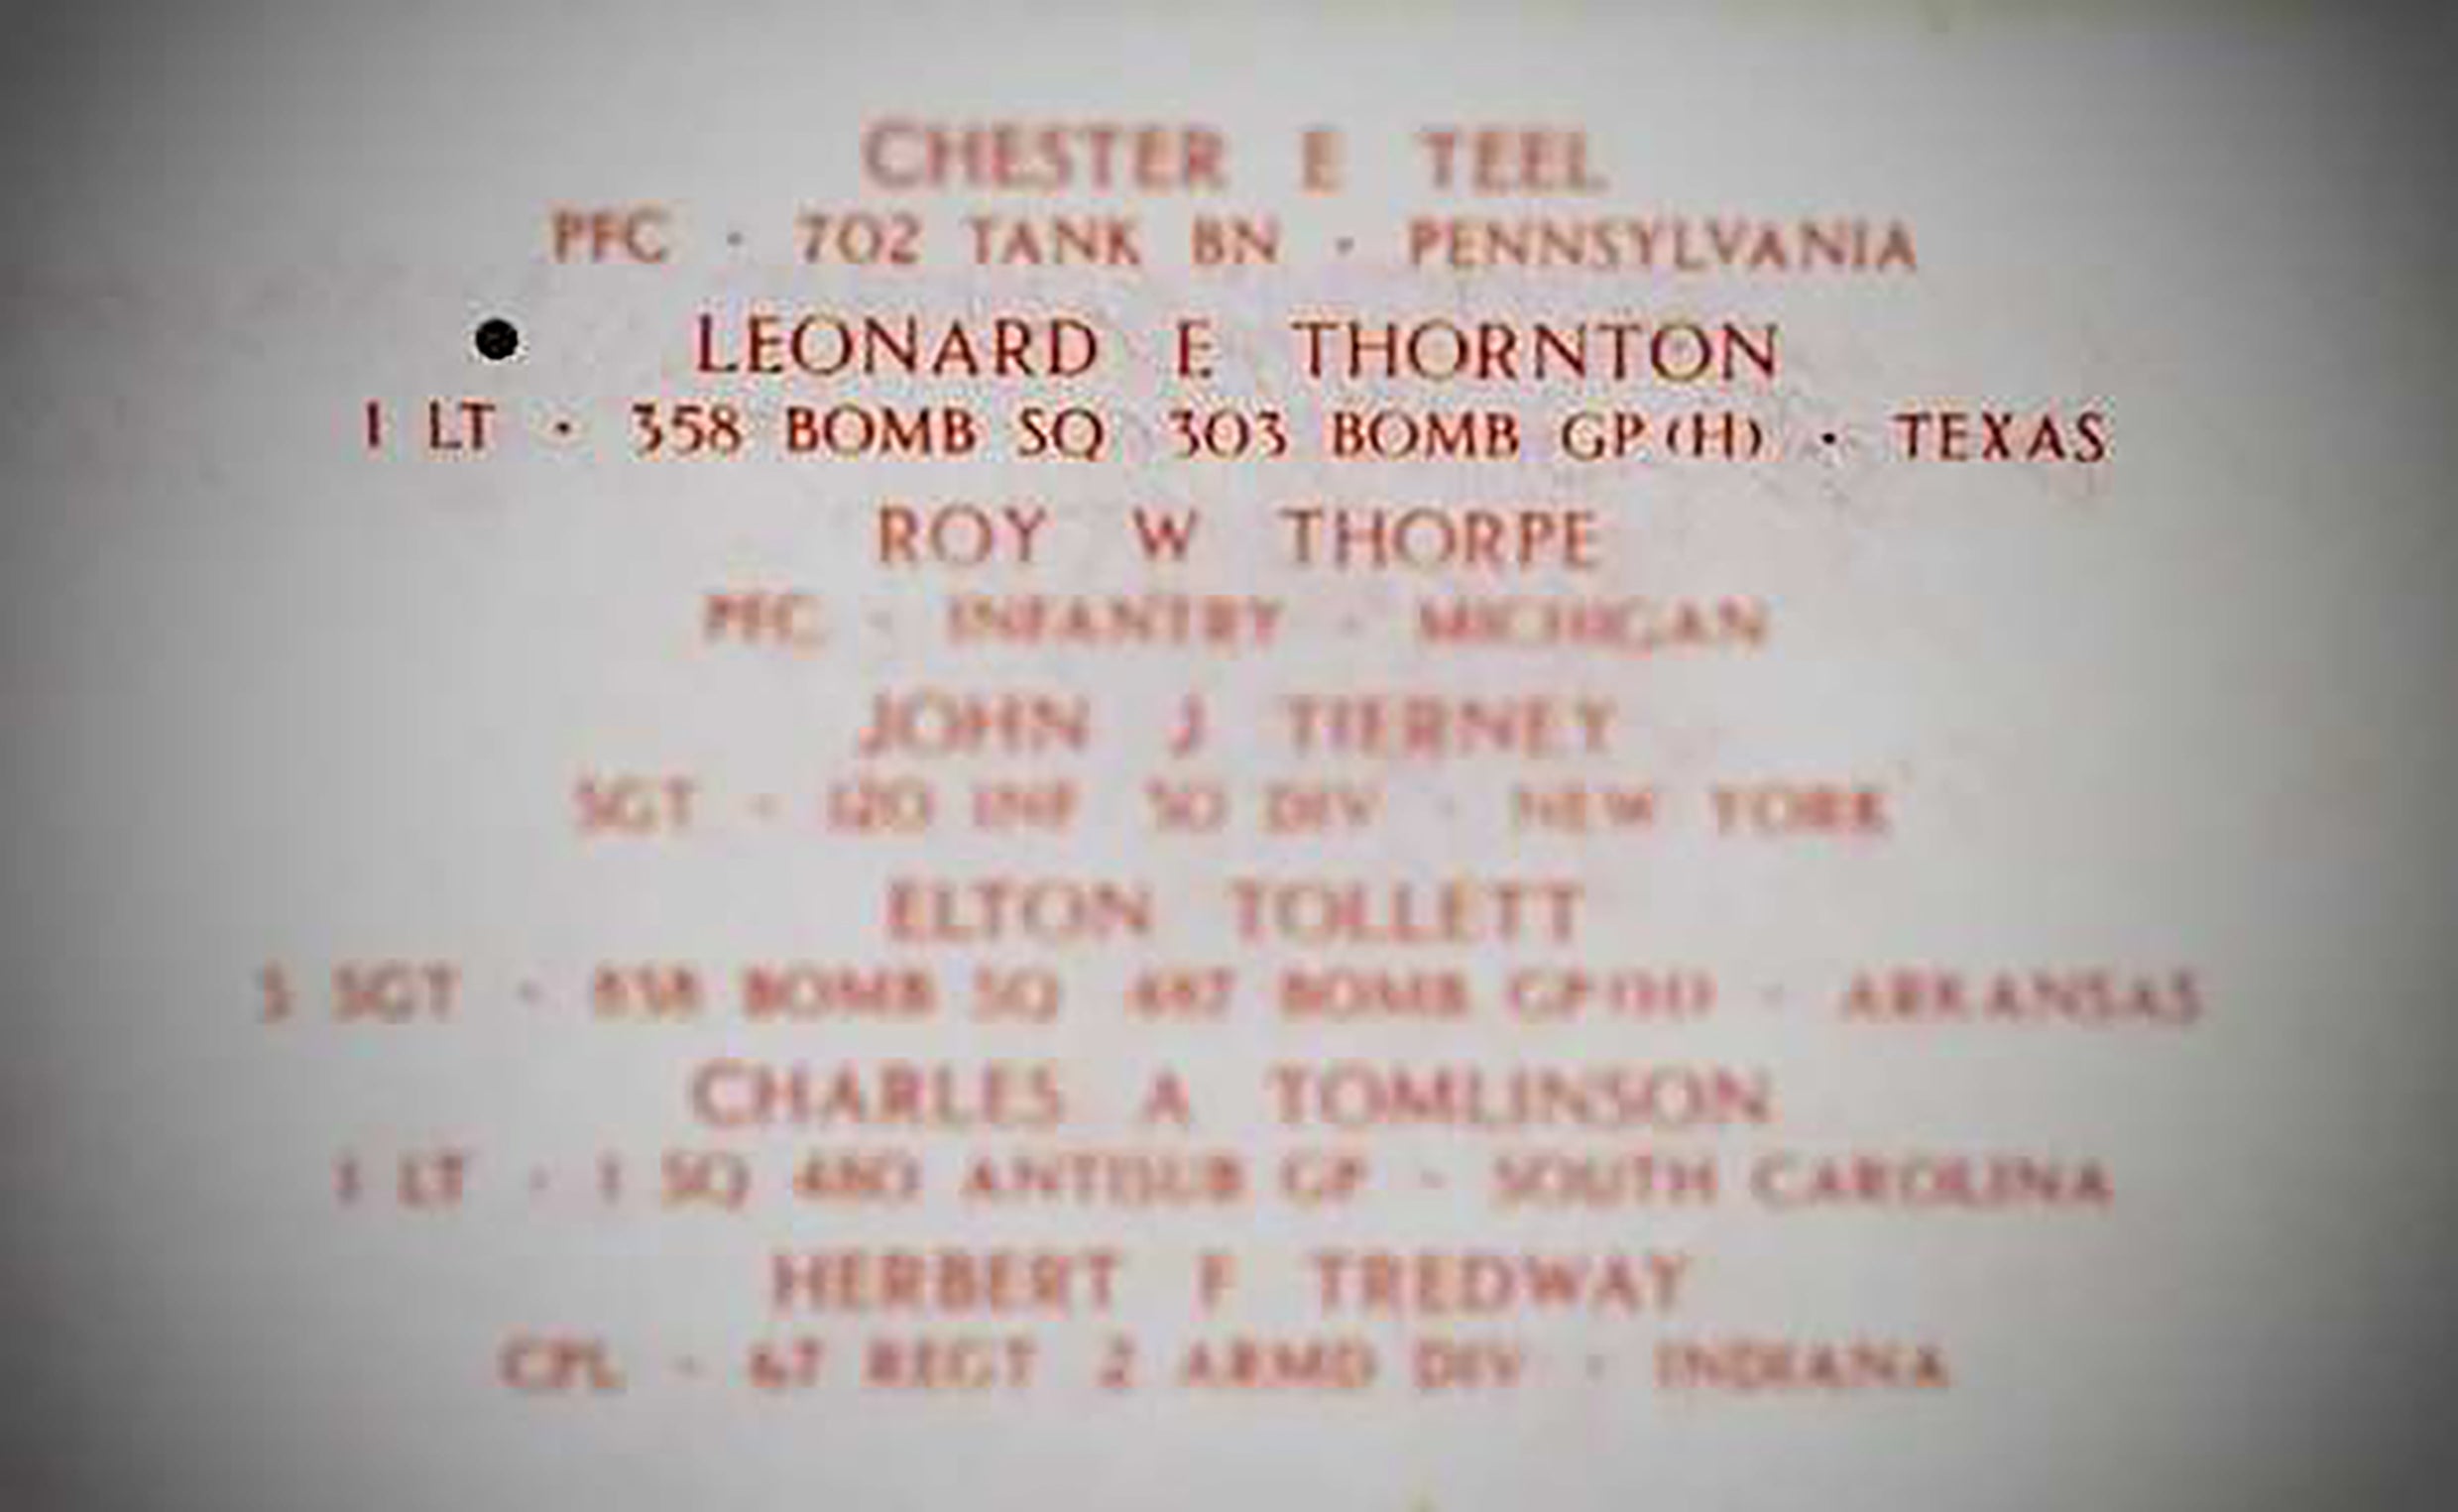 CHESTER E TEEL
PFC · 702 TANK BN · PENNSYLVANIA
● LEONARD E THORNTON
1 LT · 358 BOMB SQ 303 BOMB GP (H) · TEXAS
ROY W THORPE
PFC · INFANTRY · MICHIGAN
JOHN J TIERNEY
SGT · 120 INF 30 DIV · NEW YORK
ELTON TOLLETT
S SGT · BOMB SQ BOMB GP (H) · ARKANSAS
CHARLES A TOMLINSON
1 LT · 1 SQ 480 ANTISUB GP · SOUTH CAROLINA
HERBERT F TREDWAY
CPL · 67 REGT 2 ARMD DIV · INDIANA